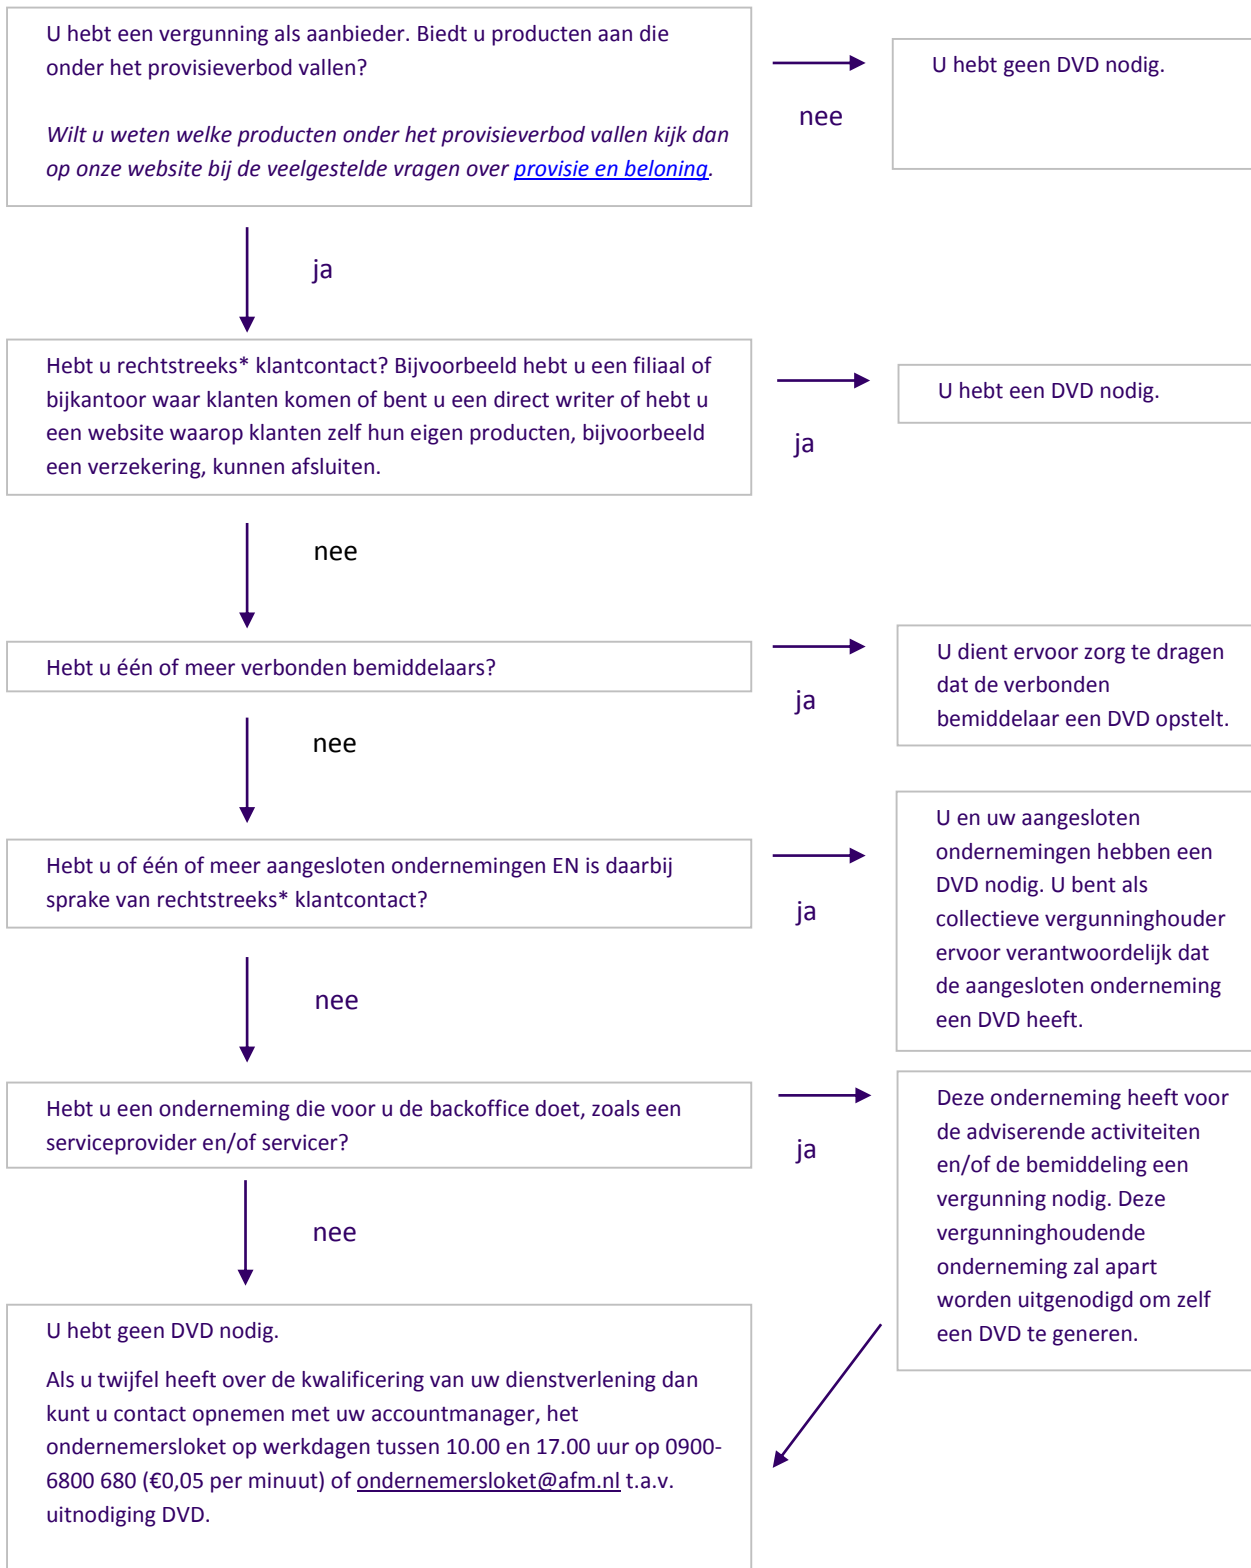 U hebt een vergunning als aanbieder. Biedt u producten aan die
onder het provisieverbod vallen?
Wilt u weten welke producten onder het provisieverbod vallen kijk dan
op onze website bij de veelgestelde vragen over provisie en beloning.
nee
U hebt geen DVD nodig.
ja
Hebt u rechtstreeks* klantcontact? Bijvoorbeeld hebt u een filiaal of
bijkantoor waar klanten komen of bent u een direct writer of hebt u
een website waarop klanten zelf hun eigen producten, bijvoorbeeld
een verzekering, kunnen afsluiten.
ja
U hebt een DVD nodig.
nee
Hebt u één of meer verbonden bemiddelaars?
ja
U dient ervoor zorg te dragen
dat de verbonden
bemiddelaar een DVD opstelt.
nee
Hebt u of één of meer aangesloten ondernemingen EN is daarbij
sprake van rechtstreeks* klantcontact?
ja
U en uw aangesloten
ondernemingen hebben een
DVD nodig. U bent als
collectieve vergunninghouder
ervoor verantwoordelijk dat
de aangesloten onderneming
een DVD heeft.
nee
Hebt u een onderneming die voor u de backoffice doet, zoals een
serviceprovider en/of servicer?
ja
Deze onderneming heeft voor
de adviserende activiteiten
en/of de bemiddeling een
vergunning nodig. Deze
vergunninghoudende
onderneming zal apart
worden uitgenodigd om zelf
een DVD te generen.
nee
U hebt geen DVD nodig.
Als u twijfel heeft over de kwalificering van uw dienstverlening dan
kunt u contact opnemen met uw accountmanager, het
ondernemersloket op werkdagen tussen 10.00 en 17.00 uur op 0900-
6800 680 (€0,05 per minuut) of ondernemersloket@afm.nl t.a.v.
uitnodiging DVD.